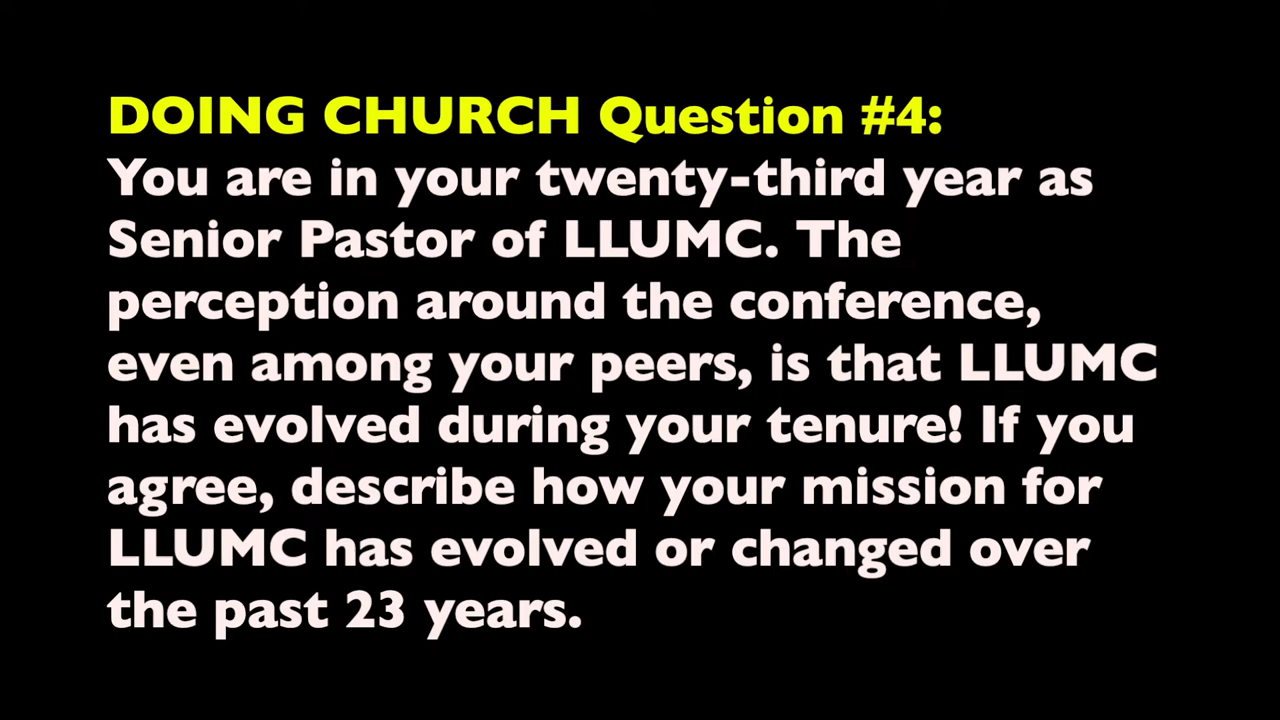 DOING CHURCH Question #4:
You are in your twenty-third year as
Senior Pastor of LLUMC. The
perception around the conference,
even among your peers, is that LLUMC
has evolved during your tenure! If you
agree, describe how your mission for
LLUMC has evolved or changed over
the past 23 years.